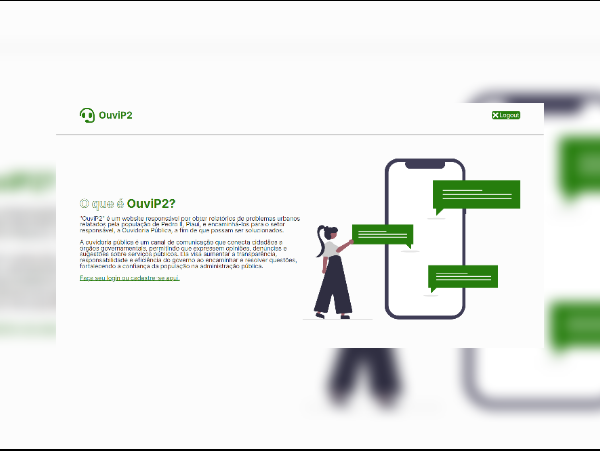 OuviP2
Logout
O que é OuviP2?
"OuviP2" é um website responsável por obter relatórios de problemas urbanos
relatados pela população de Pedro II, Piauí, e encaminhá-los para o setor
responsável, a Ouvidoria Pública, a fim de que possam ser solucionados.
A ouvidoria pública é um canal de comunicação que conecta cidadãos e
órgãos governamentais, permitindo que expressem opiniões, denúncias e
sugestões sobre serviços públicos. Ela visa aumentar a transparência,
responsabilidade e eficiência do governo ao encaminhar e resolver questões,
fortalecendo a confiança da população na administração pública.
Faça seu login ou cadastre-se aqui.